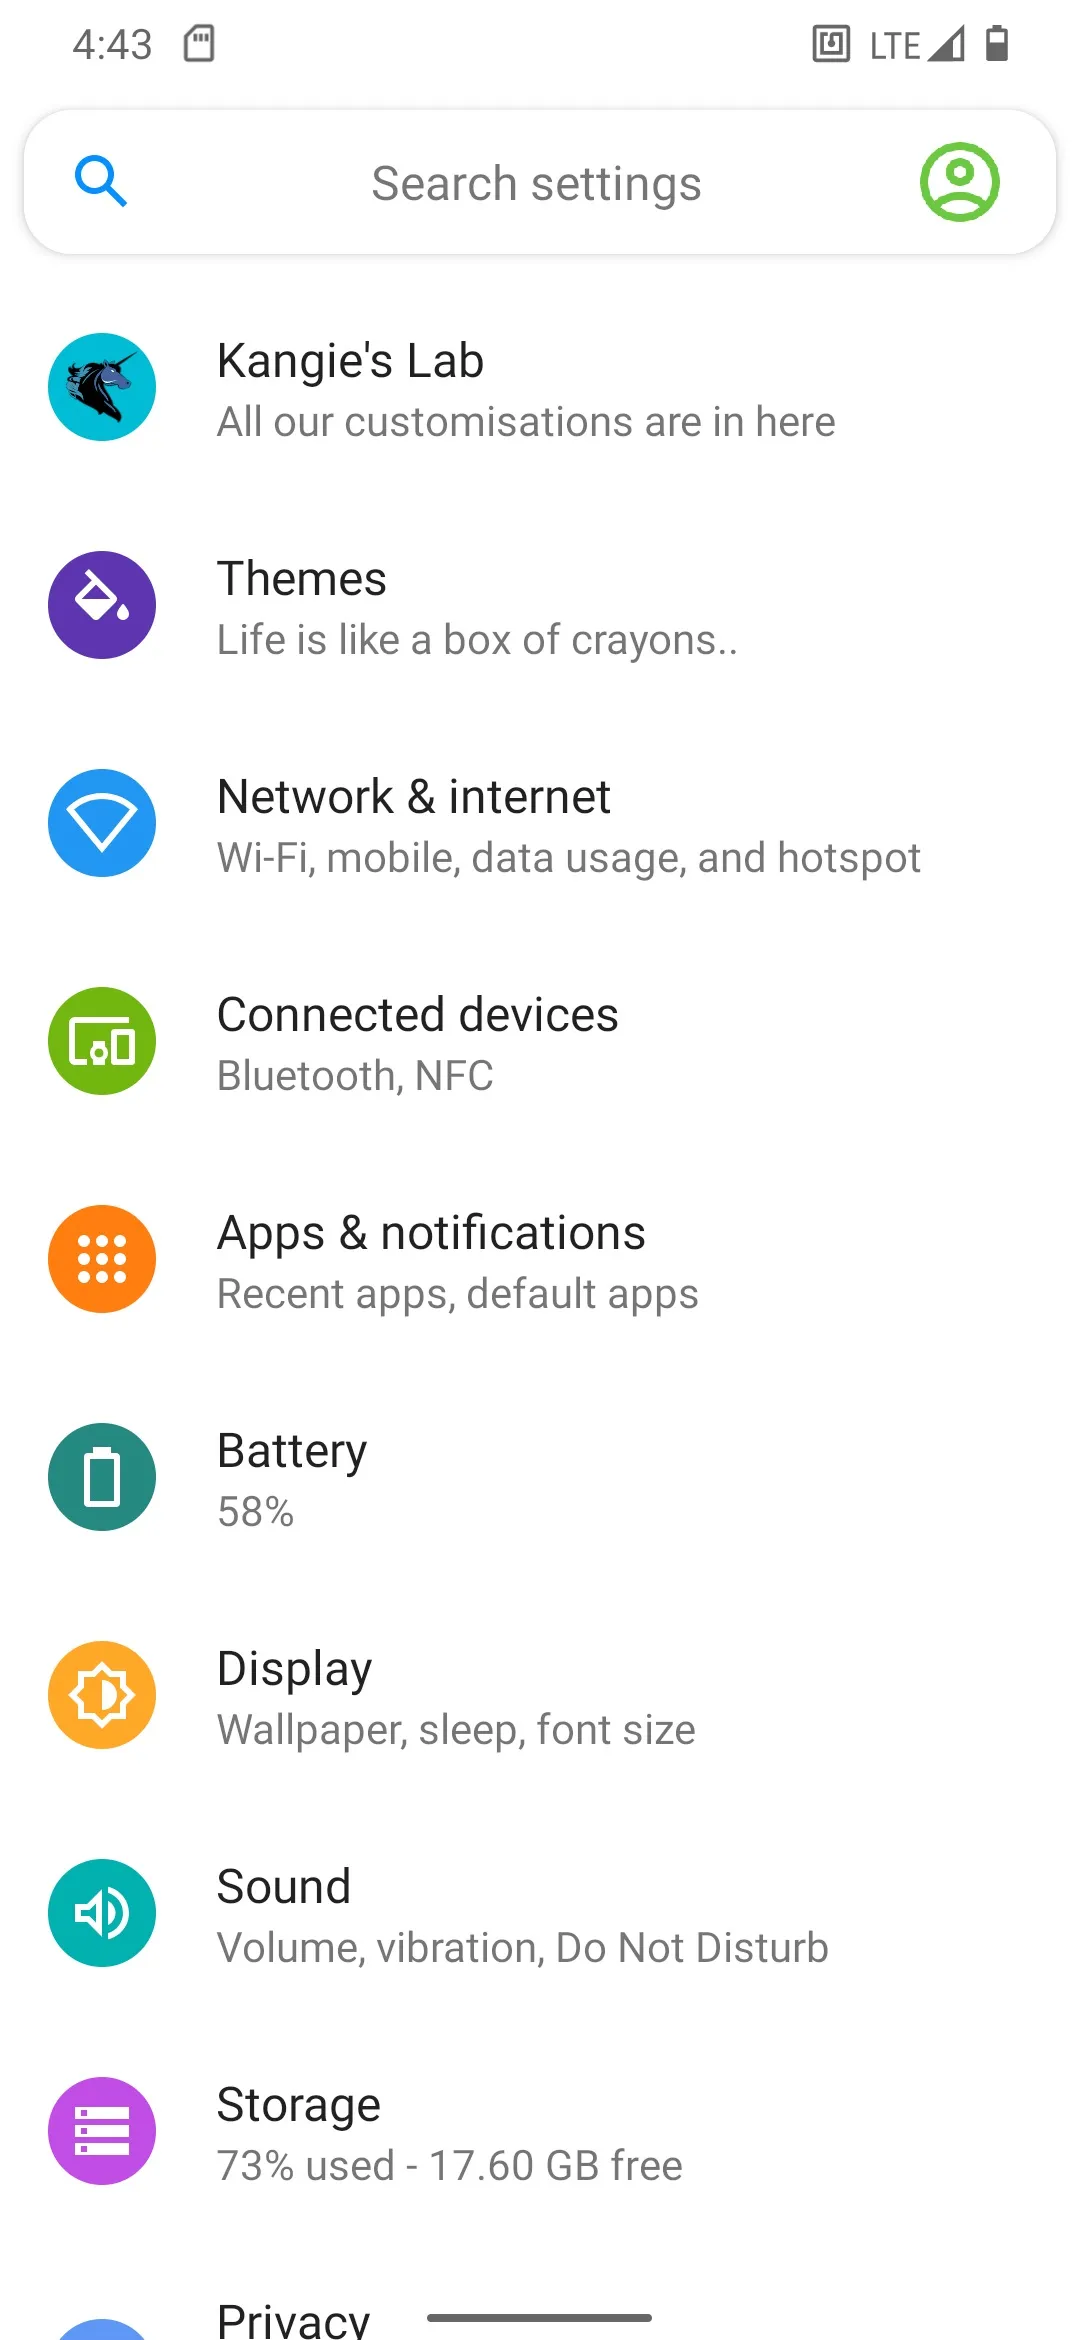 4:43
LTE
Search settings
Kangie's Lab
All our customisations are in here
Themes
Life is like a box of crayons..
Network & internet
Wi-Fi, mobile, data usage, and hotspot
Connected devices
Bluetooth, NFC
Apps & notifications
Recent apps, default apps
Battery
58%
Display
Wallpaper, sleep, font size
Sound
Volume, vibration, Do Not Disturb
Storage
73% used - 17.60 GB free
Privacy